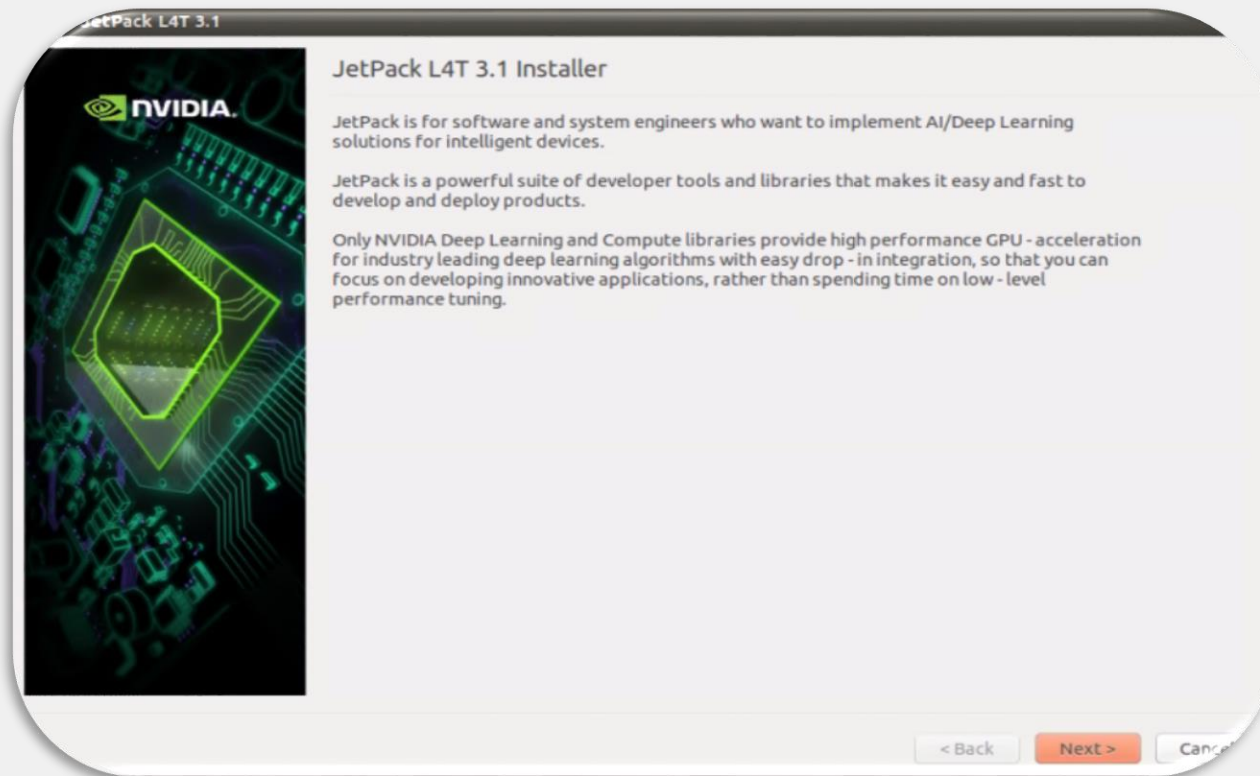 JetPack L4T 3.1
NVIDIA.
JetPack L4T 3.1 Installer
JetPack is for software and system engineers who want to implement AI/Deep Learning
solutions for intelligent devices.
JetPack is a powerful suite of developer tools and libraries that makes it easy and fast to
develop and deploy products.
Only NVIDIA Deep Learning and Compute libraries provide high performance GPU - acceleration
for industry leading deep learning algorithms with easy drop - in integration, so that you can
focus on developing innovative applications, rather than spending time on low - level
performance tuning.
< Back
Next >
Cancel